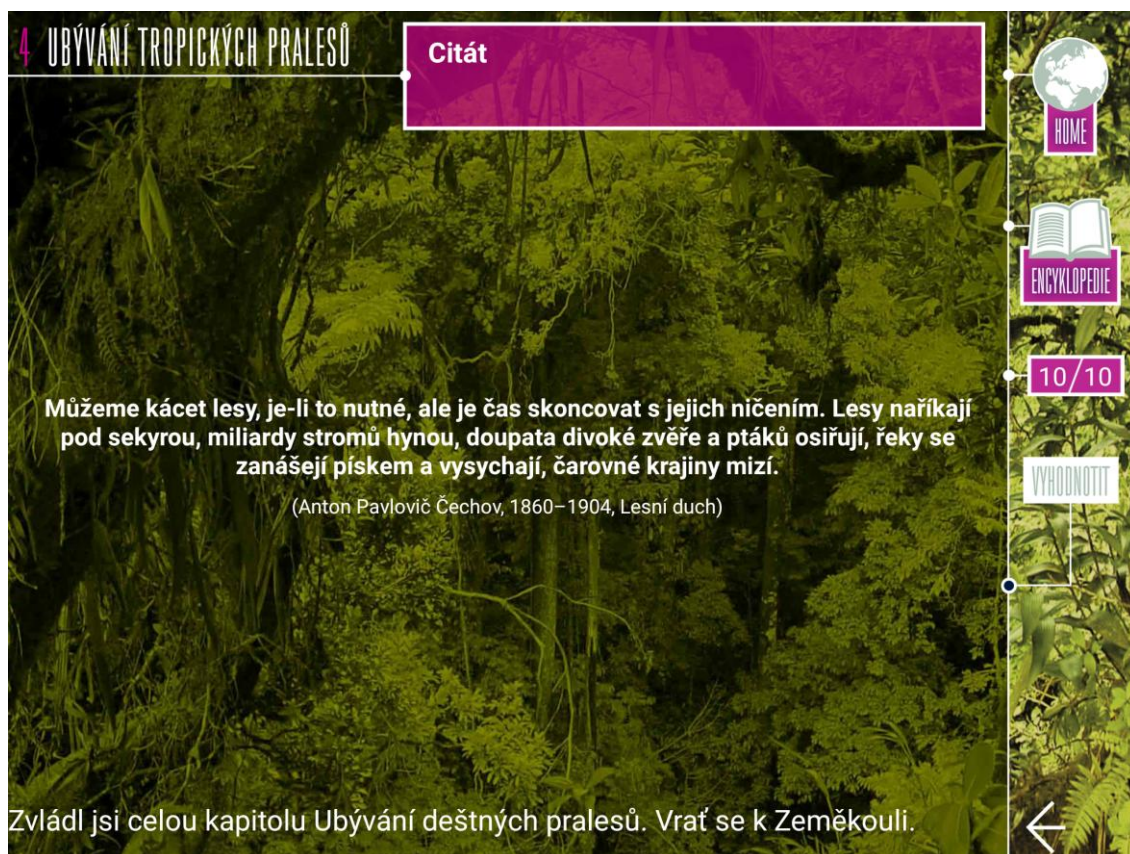 4 UBÝVÁNÍ TROPICKÝCH PRALESŮ
Citát
HOME
ENCYKLOPEDIE
10/10
VYHODNOTIT
Můžeme kácet lesy, je-li to nutné, ale je čas skoncovat s jejich ničením. Lesy naříkají
pod sekyrou, miliardy stromů hynou, doupata divoké zvěře a ptáků osiřují, řeky se
zanášejí pískem a vysychají, čarovné krajiny mizí.
(Anton Pavlovič Čechov, 1860–1904, Lesní duch)
Zvládl jsi celou kapitolu Ubývání deštných pralesů. Vrať se k Zeměkouli.